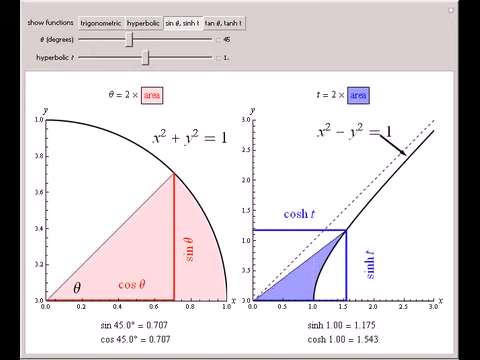 show functions trigonometric hyperbolic sin θ, sinh t tan θ, tanh t
θ (degrees) 45
hyperbolic t 1.
θ = 2 × area
t = 2 × area
y
1.0
0.8
0.6
0.4
0.2
0.0
x² + y² = 1
sin θ
cos θ
θ
0.0 0.2 0.4 0.6 0.8 1.0 x
sin 45.0° = 0.707
cos 45.0° = 0.707
y
3.0
2.5
2.0
1.5
1.0
0.5
0.0
x² − y² = 1
cosh t
sinh t
0.0 0.5 1.0 1.5 2.0 2.5 3.0 x
sinh 1.00 = 1.175
cosh 1.00 = 1.543